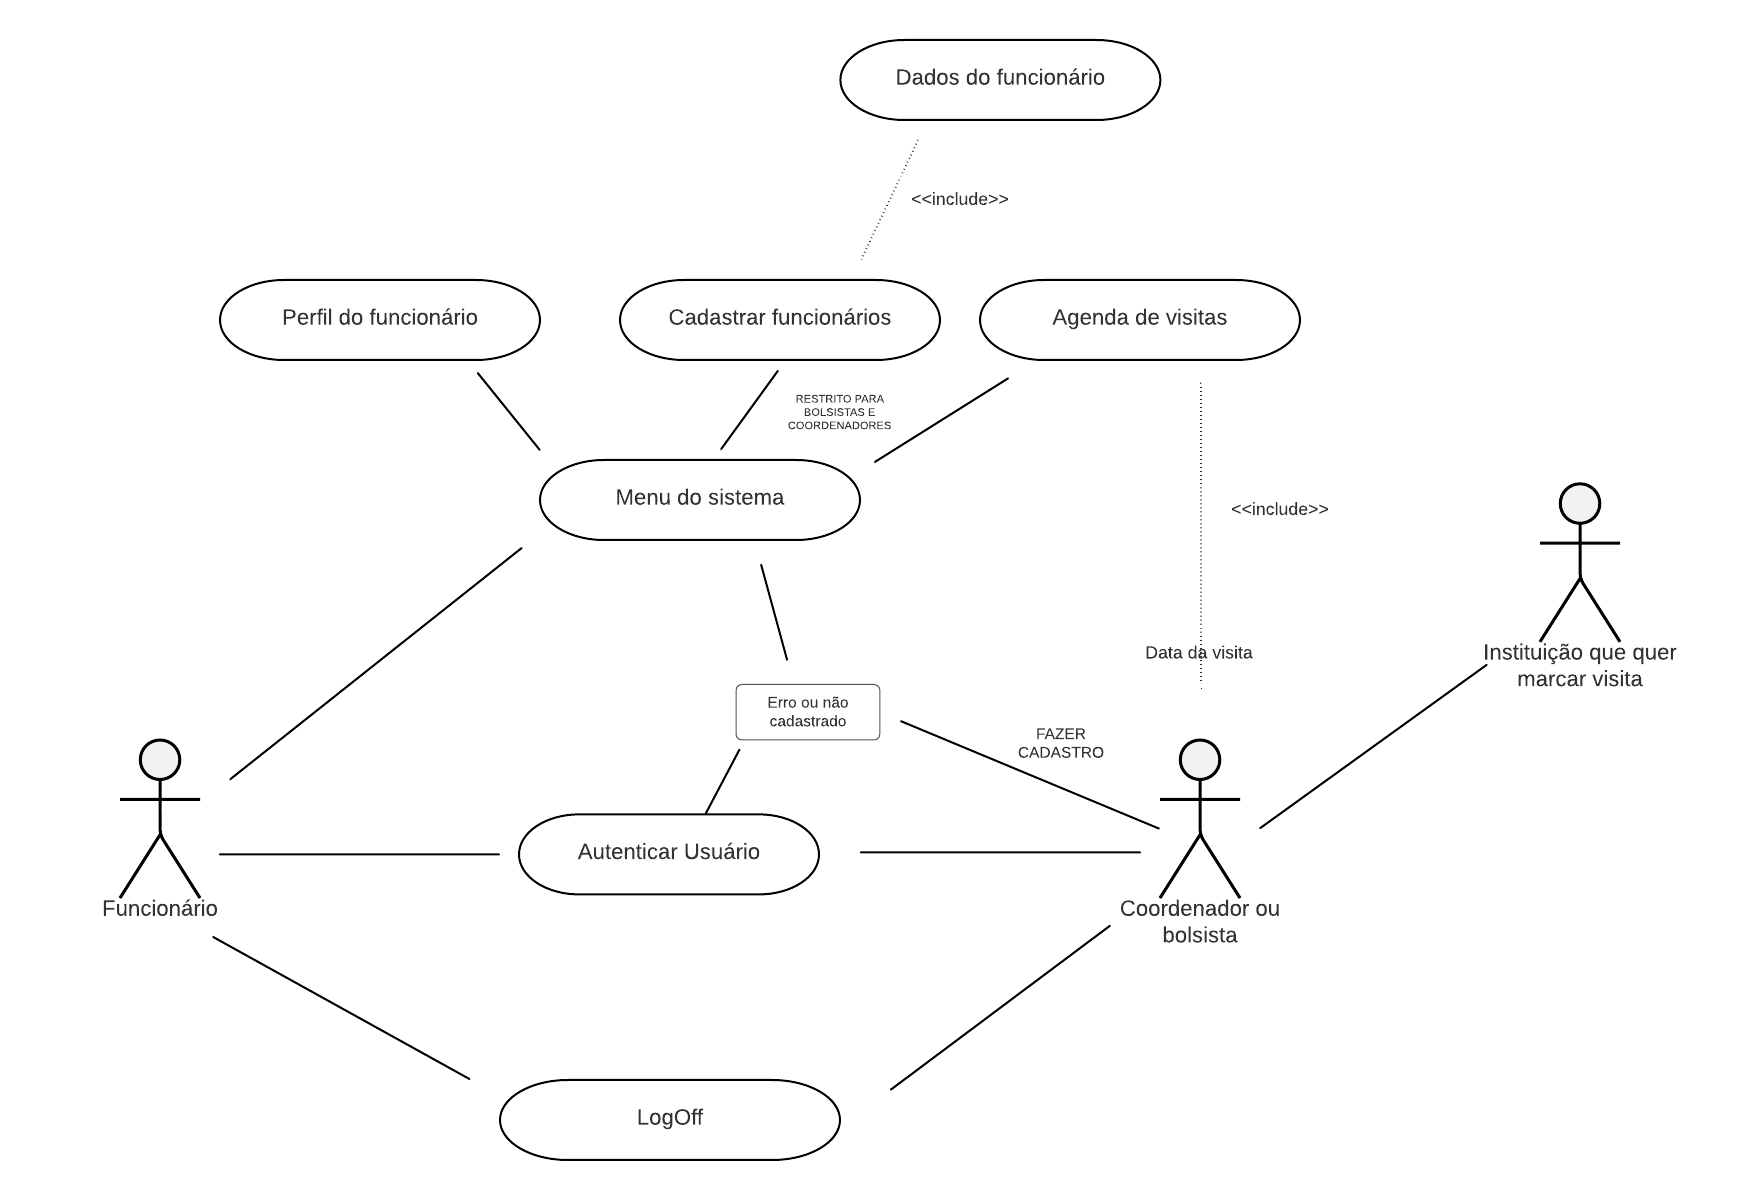 Dados do funcionário
<<include>>
Perfil do funcionário
Cadastrar funcionários
Agenda de visitas
RESTRITO PARA
BOLSISTAS E
COORDENADORES
Menu do sistema
<<include>>
Data da visita
Instituição que quer
marcar visita
Erro ou não
cadastrado
FAZER
CADASTRO
Autenticar Usuário
Funcionário
Coordenador ou
bolsista
LogOff